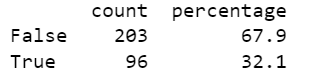 count percentage
False 203 67.9
True 96 32.1